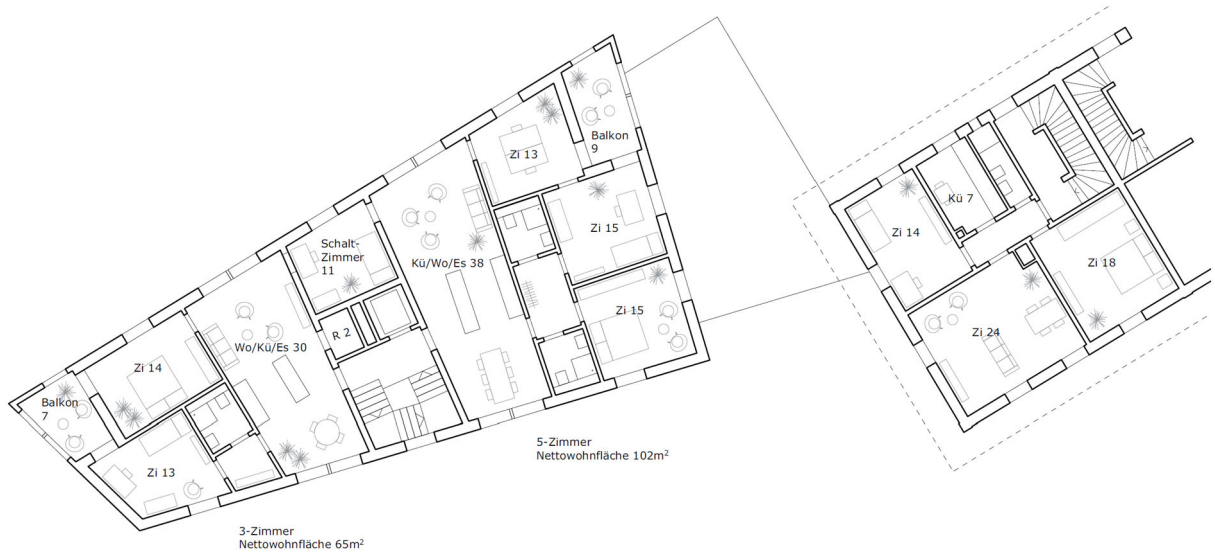 Balkon
9
Zi 13
Zi 15
Schalt-
Zimmer
11
Kü/Wo/Es 38
Zi 15
R 2
Wo/Kü/Es 30
Zi 14
Balkon
7
Zi 13
5-Zimmer
Nettowohnfläche 102m²
3-Zimmer
Nettowohnfläche 65m²
Kü 7
Zi 14
Zi 18
Zi 24